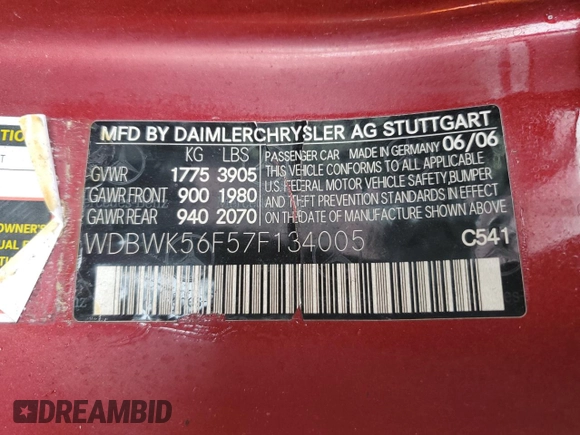 MFD BY DAIMLERCHRYSLER AG STUTTGART
KG LBS
GVWR 1775 3905
GAWR FRONT 900 1980
GAWR REAR 940 2070
PASSENGER CAR MADE IN GERMANY 06/06
THIS VEHICLE CONFORMS TO ALL APPLICABLE
U.S. FEDERAL MOTOR VEHICLE SAFETY, BUMPER
AND THEFT PREVENTION STANDARDS IN EFFECT
ON THE DATE OF MANUFACTURE SHOWN ABOVE.
WDBWK56F57F134005 C541
OWNER'S
DREAMBID